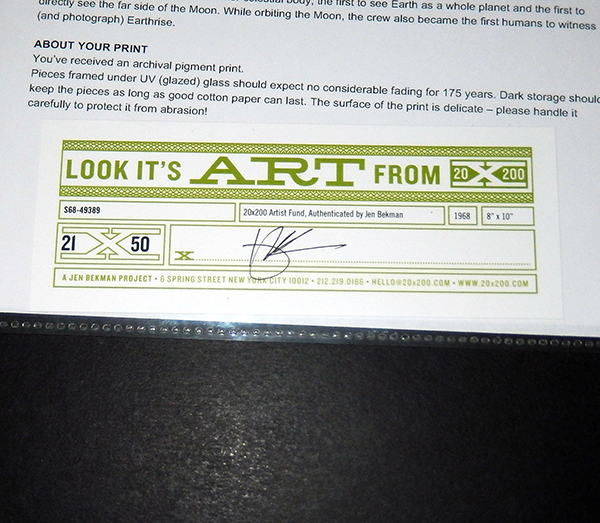 directly see the far side of the Moon. While orbiting the Moon, the crew also became the first humans to witness
(and photograph) Earthrise.
ABOUT YOUR PRINT
You've received an archival pigment print.
Pieces framed under UV (glazed) glass should expect no considerable fading for 175 years. Dark storage should
keep the pieces as long as good cotton paper can last. The surface of the print is delicate – please handle it
carefully to protect it from abrasion!
LOOK IT'S ART FROM 20 X 200
S68-49389
20x200 Artist Fund, Authenticated by Jen Bekman
1968
8" x 10"
21 X 50
X
A JEN BEKMAN PROJECT • 6 SPRING STREET NEW YORK CITY 10012 • 212.219.0166 • HELLO@20x200.COM • WWW.20x200.COM